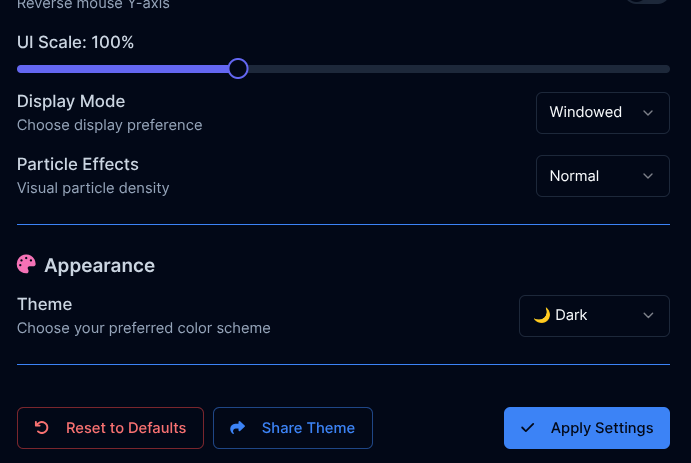 Reverse mouse Y-axis
UI Scale: 100%
Display Mode
Choose display preference
Windowed
Particle Effects
Visual particle density
Normal
Appearance
Theme
Choose your preferred color scheme
🌙 Dark
Reset to Defaults
Share Theme
Apply Settings